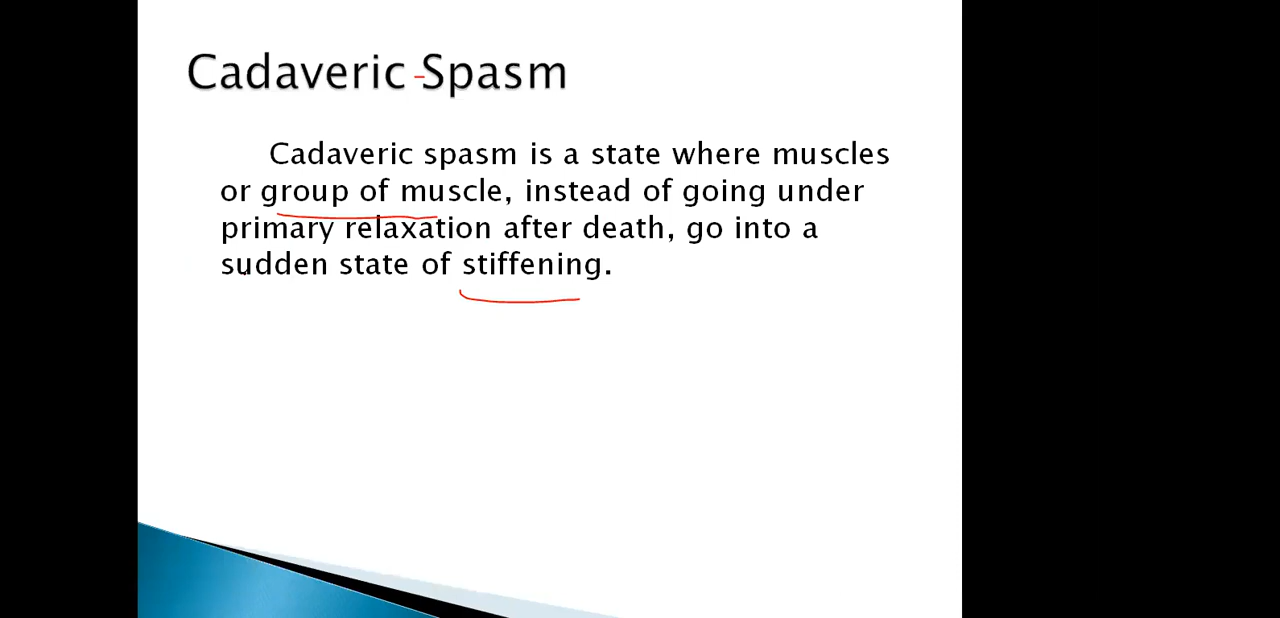 Cadaveric -Spasm
Cadaveric spasm is a state where muscles
or group of muscle, instead of going under
primary relaxation after death, go into a
sudden state of stiffening.